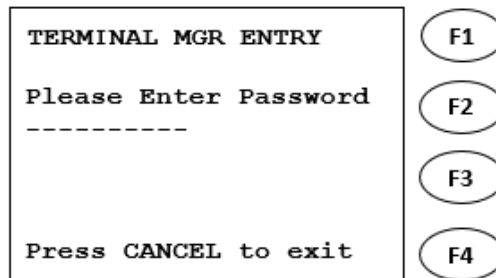 TERMINAL MGR ENTRY
F1
Please Enter Password
----------
F2
F3
Press CANCEL to exit
F4